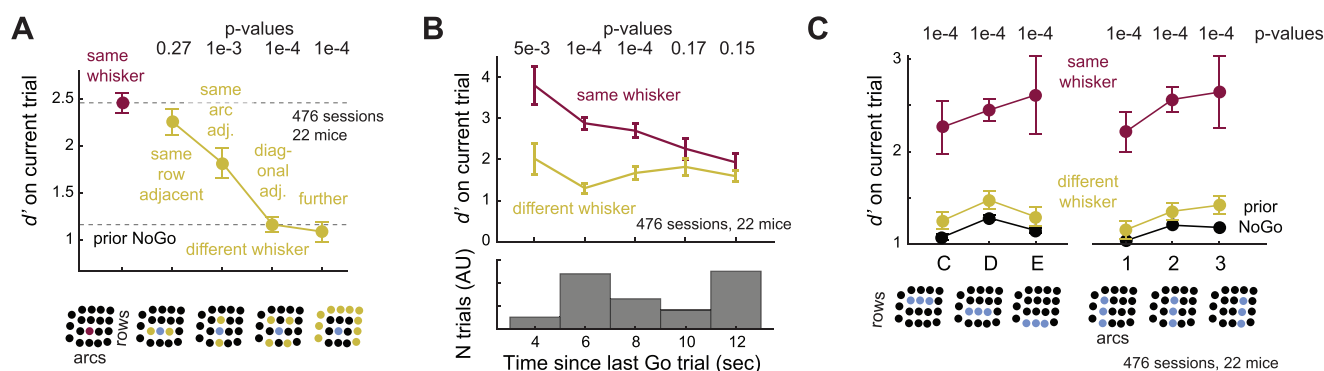 A
p-values
0.27 1e-3 1e-4 1e-4
same
whisker
d' on current trial
2.5
2
1.5
1
same
arc
adj.
476 sessions
22 mice
same
row
adjacent
diag-
onal
adj.
further
prior NoGo
different whisker
rows
arcs
B
p-values
5e-3 1e-4 1e-4 0.17 0.15
d' on current trial
4
3
2
1
0
same whisker
different whisker
476 sessions, 22 mice
N trials (AU)
4 6 8 10 12
Time since last Go trial (sec)
C
1e-4 1e-4 1e-4 1e-4 1e-4 1e-4 p-values
d' on current trial
3
2
1
same
whisker
different
whisker
prior
NoGo
C D E 1 2 3
rows
arcs
476 sessions, 22 mice